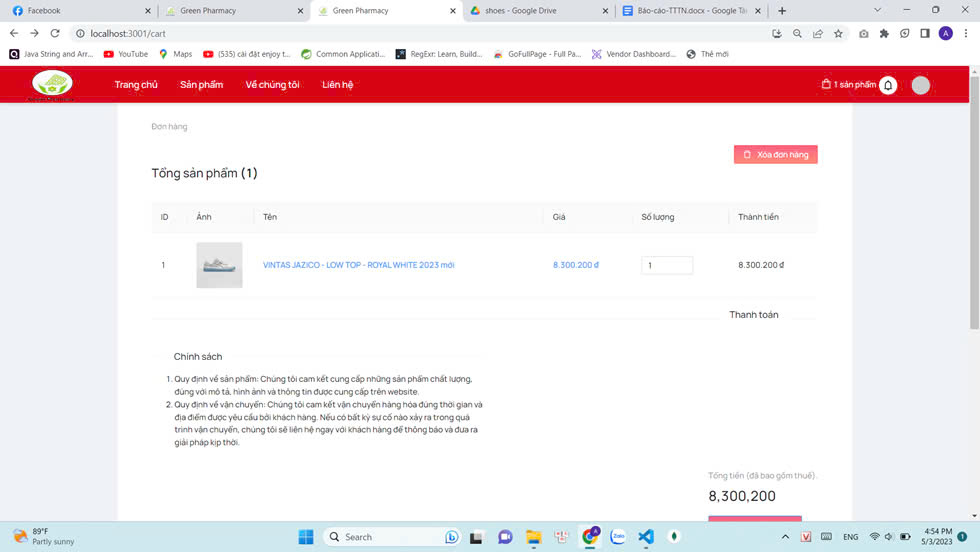 Facebook
Green Pharmacy
Green Pharmacy
shoes - Google Drive
Báo-cáo-TTTN.docx - Google Tài
localhost:3001/cart
A
Java String and Arr...
YouTube
Maps
(535) cài đặt enjoy t...
Common Applicati...
RegExr: Learn, Build...
GoFullPage - Full Pa...
Vendor Dashboard...
Thẻ mới
Trang chủ
Sản phẩm
Về chúng tôi
Liên hệ
1 sản phẩm
Đơn hàng
Xóa đơn hàng
Tổng sản phẩm (1)
ID Ảnh Tên Giá Số lượng Thành tiền
1 VINTAS JAZICO - LOW TOP - ROYAL WHITE 2023 mới 8.300.200 ₫ 1 8.300.200 ₫
Thanh toán
Chính sách
1. Quy định về sản phẩm: Chúng tôi cam kết cung cấp những sản phẩm chất lượng,
đúng với mô tả, hình ảnh và thông tin được cung cấp trên website.
2. Quy định về vận chuyển: Chúng tôi cam kết vận chuyển hàng hóa đúng thời gian và
địa điểm được yêu cầu bởi khách hàng. Nếu có bất kỳ sự cố nào xảy ra trong quá
trình vận chuyển, chúng tôi sẽ liên hệ ngay với khách hàng để thông báo và đưa ra
giải pháp kịp thời.
Tổng tiền (đã bao gồm thuế).
8,300,200
89°F
Partly sunny
Search
Zalo
ENG
4:54 PM
5/3/2023
1